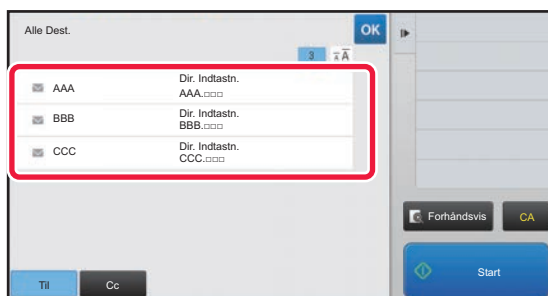 Alle Dest.
OK
3
AAA
Dir. Indtastn.
AAA.□□□
BBB
Dir. Indtastn.
BBB.□□□
CCC
Dir. Indtastn.
CCC.□□□
Forhåndsvis
CA
Til
Cc
Start